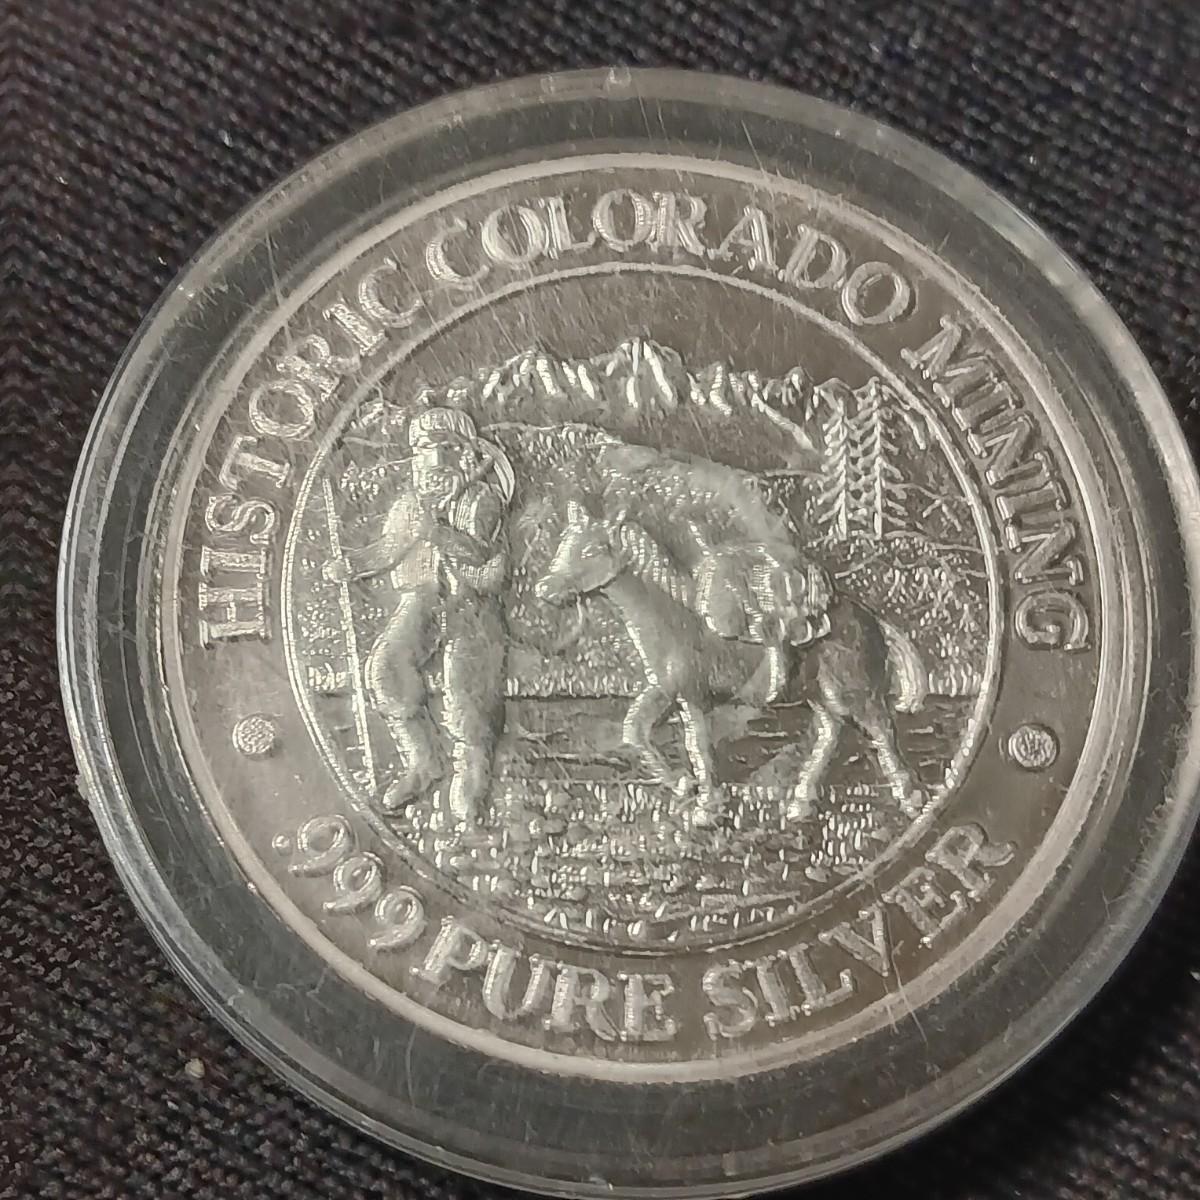 HISTORIC COLORADO MINING
.999 PURE SILVER